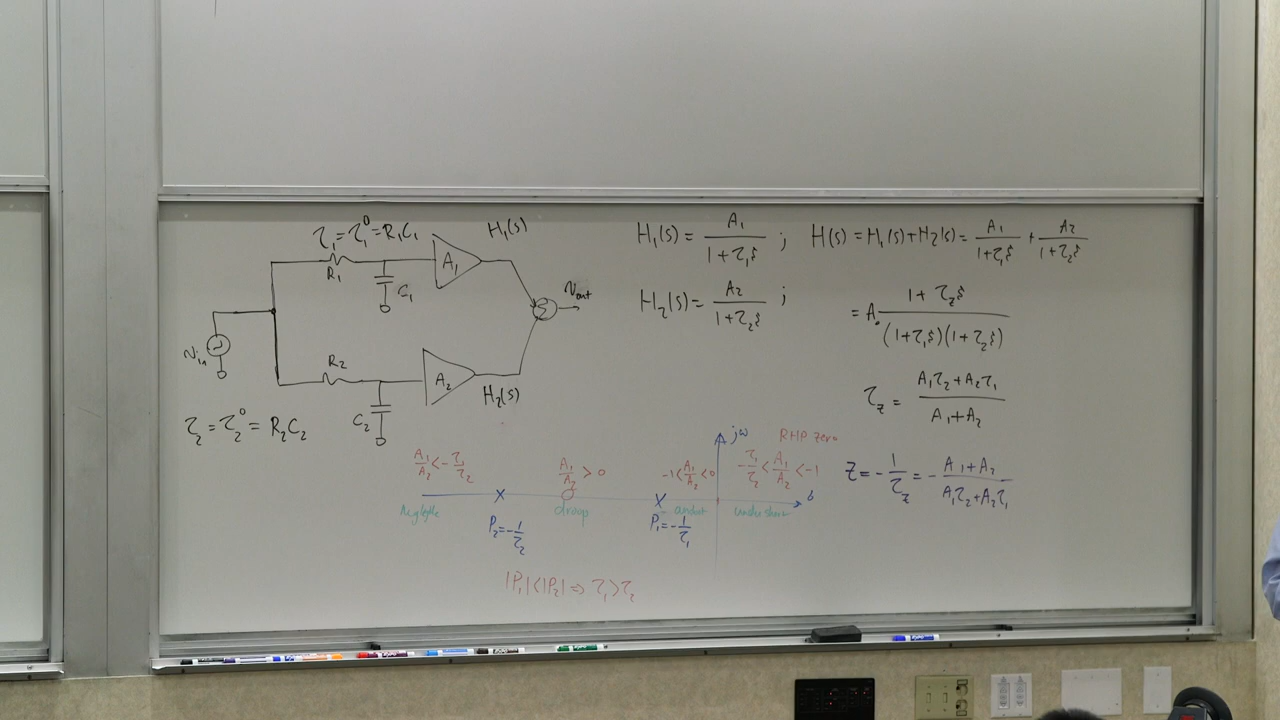 τ₁ = τ₁⁰ = R₁C₁
H₁(s)
R₁
C₁
A₁
v_out
Σ
v_in
R₂
C₂
A₂
H₂(s)
τ₂ = τ₂⁰ = R₂C₂
H₁(s) = A₁/(1+τ₁s) ; H(s) = H₁(s)+H₂(s) = A₁/(1+τ₁s) + A₂/(1+τ₂s)
H₂(s) = A₂/(1+τ₂s) ;
= A₀ (1+τ_z s)/((1+τ₁s)(1+τ₂s))
τ_z = (A₁τ₂+A₂τ₁)/(A₁+A₂)
Z = -1/τ_z = -(A₁+A₂)/(A₁τ₂+A₂τ₁)
jω
RHP zero
A₁/A₂ < -τ₁/τ₂
A₁/A₂ > 0
-1 < A₁/A₂ < 0
-τ₁/τ₂ < A₁/A₂ < -1
droop
P₂ = -1/τ₂
P₁ = -1/τ₁
|P₁| < |P₂| ⇒ τ₁ > τ₂